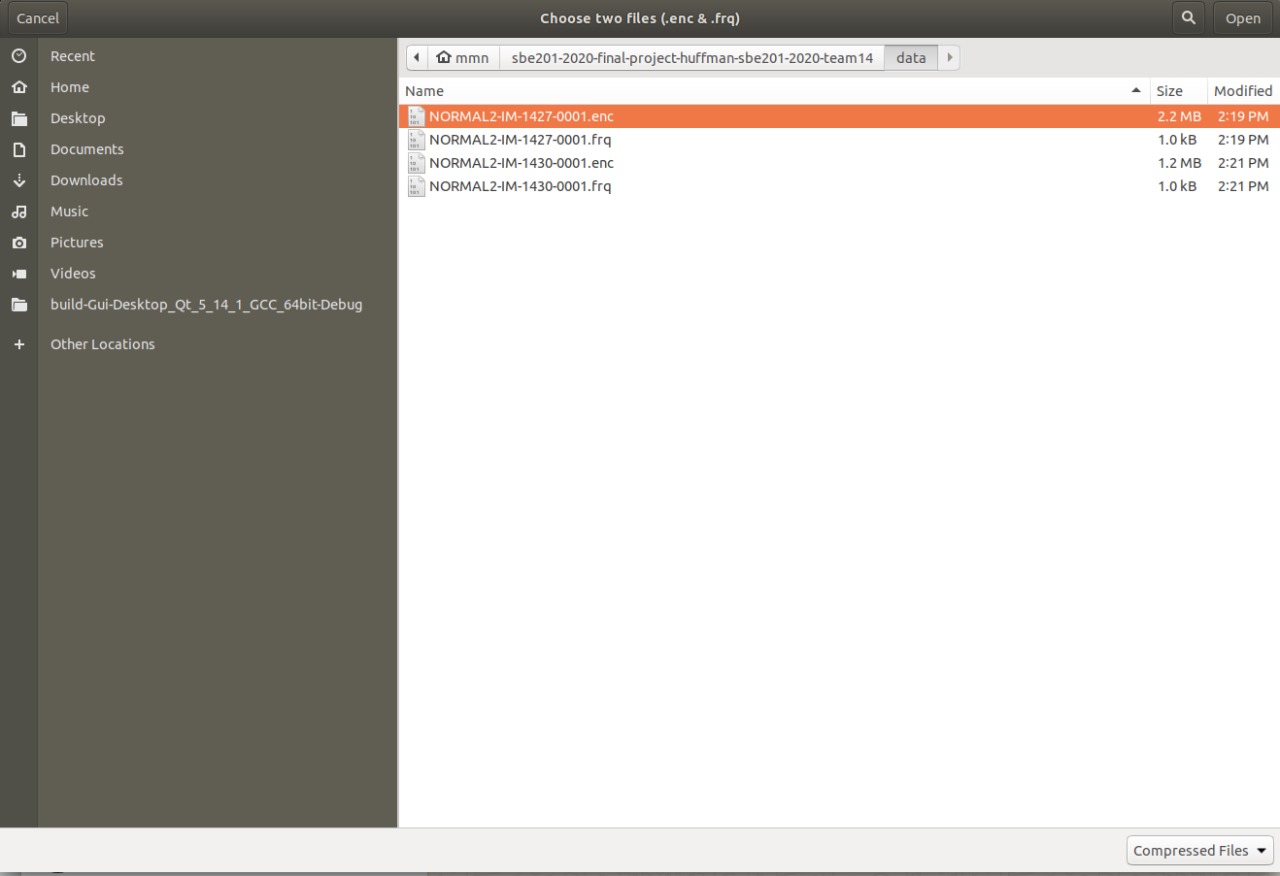 Cancel Choose two files (.enc & .frq) Open
Recent
Home
Desktop
Documents
Downloads
Music
Pictures
Videos
build-Gui-Desktop_Qt_5_14_1_GCC_64bit-Debug
Other Locations
mmn sbe201-2020-final-project-huffman-sbe201-2020-team14 data
Name Size Modified
NORMAL2-IM-1427-0001.enc 2.2 MB 2:19 PM
NORMAL2-IM-1427-0001.frq 1.0 kB 2:19 PM
NORMAL2-IM-1430-0001.enc 1.2 MB 2:21 PM
NORMAL2-IM-1430-0001.frq 1.0 kB 2:21 PM
Compressed Files